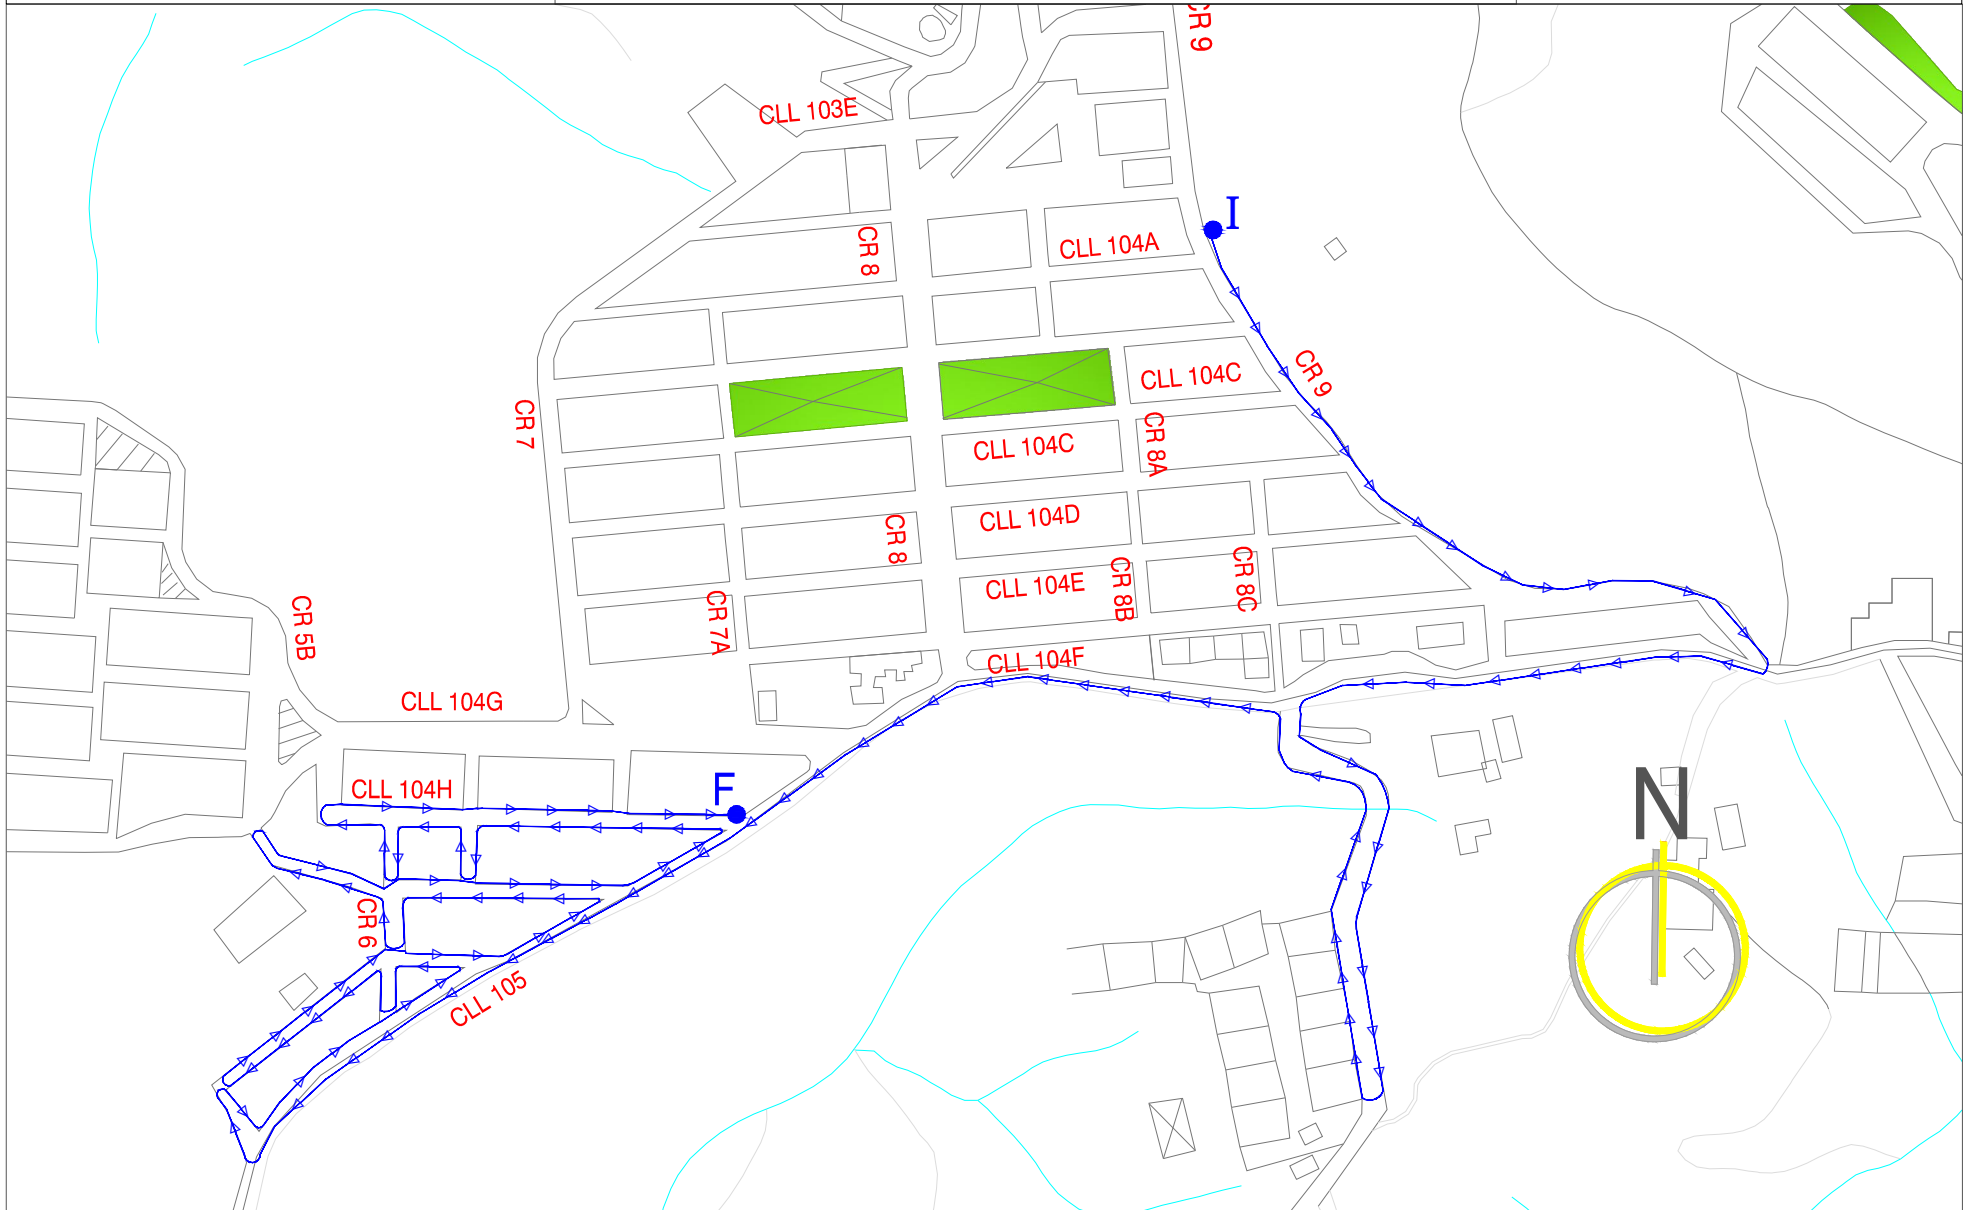 CR 9
CLL 103E
I
CR 8
CLL 104A
CR 9
CLL 104C
CR 7
CR 8A
CLL 104C
CLL 104D
CR 8
CR 8B
CR 8C
CLL 104E
CR 7A
CR 5B
CLL 104F
CLL 104G
CLL 104H
F
N
CR 6
CLL 105